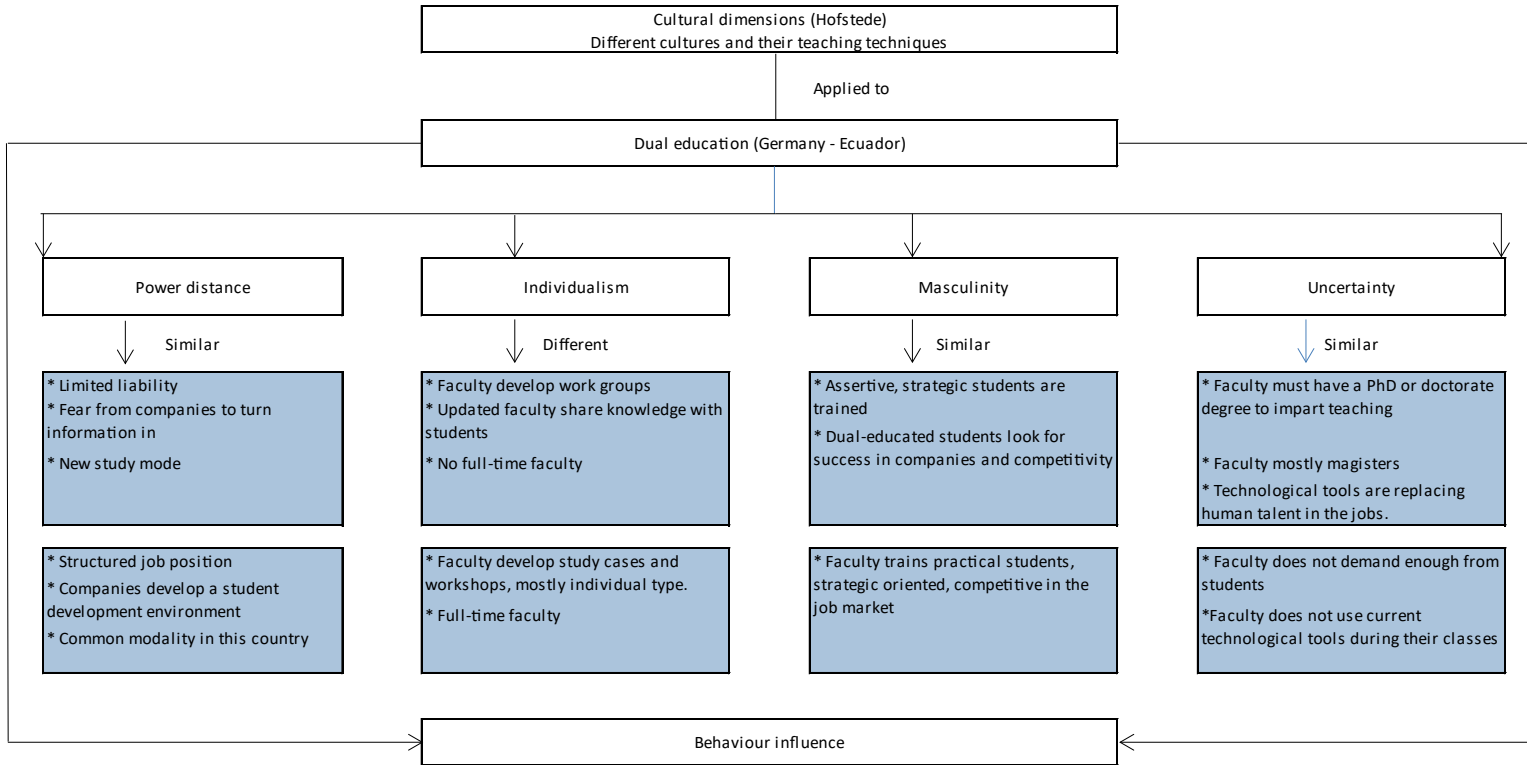 Cultural dimensions (Hofstede)
Different cultures and their teaching techniques
Applied to
Dual education (Germany - Ecuador)
Power distance
Individualism
Masculinity
Uncertainty
Similar
Different
Similar
Similar
* Limited liability
* Fear from companies to turn
information in
* New study mode
* Faculty develop work groups
* Updated faculty share knowledge with
students
* No full-time faculty
* Assertive, strategic students are
trained
* Dual-educated students look for
success in companies and competitivity
* Faculty must have a PhD or doctorate
degree to impart teaching
* Faculty mostly magisters
* Technological tools are replacing
human talent in the jobs.
* Structured job position
* Companies develop a student
development environment
* Common modality in this country
* Faculty develop study cases and
workshops, mostly individual type.
* Full-time faculty
* Faculty trains practical students,
strategic oriented, competitive in the
job market
* Faculty does not demand enough from
students
*Faculty does not use current
technological tools during their classes
Behaviour influence